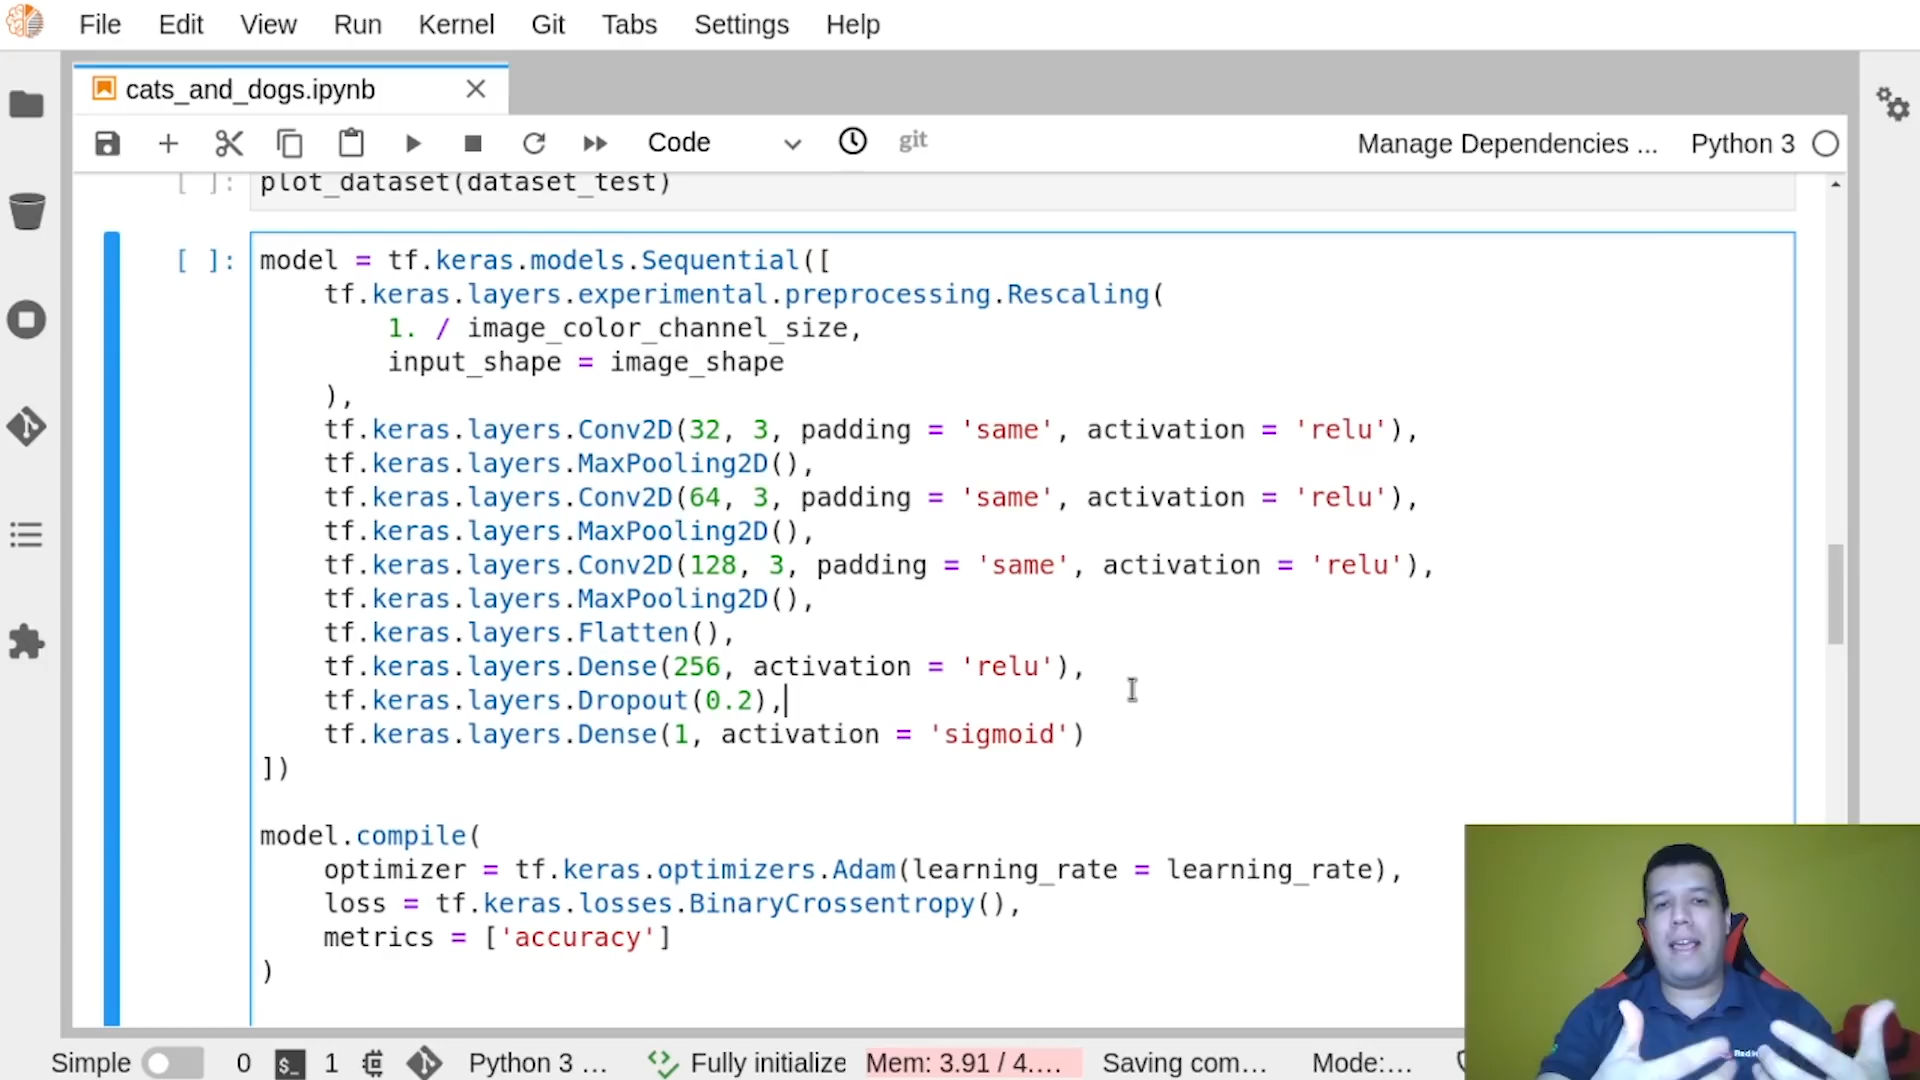 File Edit View Run Kernel Git Tabs Settings Help
cats_and_dogs.ipynb
Code git Manage Dependencies ... Python 3
[ ]: plot_dataset(dataset_test)
[ ]: model = tf.keras.models.Sequential([
tf.keras.layers.experimental.preprocessing.Rescaling(
1. / image_color_channel_size,
input_shape = image_shape
),
tf.keras.layers.Conv2D(32, 3, padding = 'same', activation = 'relu'),
tf.keras.layers.MaxPooling2D(),
tf.keras.layers.Conv2D(64, 3, padding = 'same', activation = 'relu'),
tf.keras.layers.MaxPooling2D(),
tf.keras.layers.Conv2D(128, 3, padding = 'same', activation = 'relu'),
tf.keras.layers.MaxPooling2D(),
tf.keras.layers.Flatten(),
tf.keras.layers.Dense(256, activation = 'relu'),
tf.keras.layers.Dropout(0.2),
tf.keras.layers.Dense(1, activation = 'sigmoid')
])
model.compile(
optimizer = tf.keras.optimizers.Adam(learning_rate = learning_rate),
loss = tf.keras.losses.BinaryCrossentropy(),
metrics = ['accuracy']
)
Simple 0 $_ 1 Python 3 ... Fully initialize Mem: 3.91 / 4.... Saving com... Mode:...